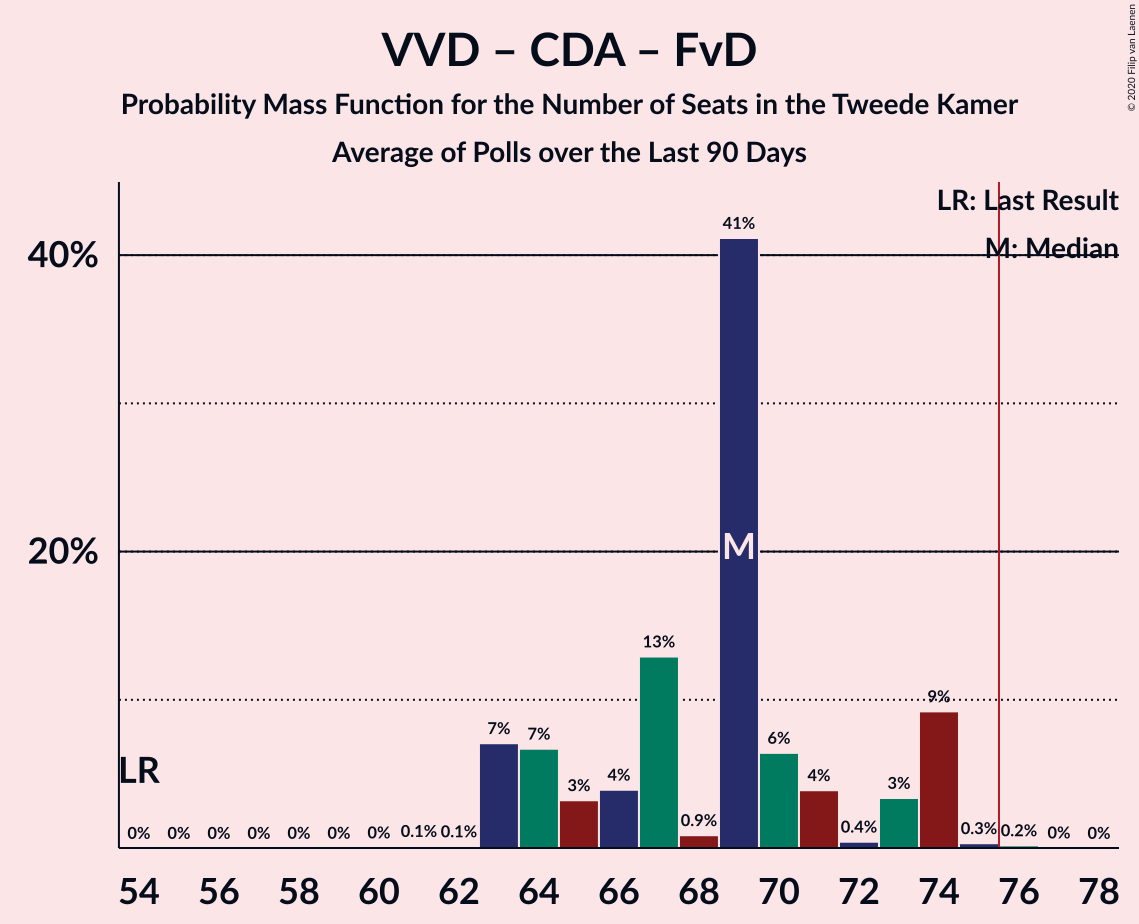 © 2020 Filip van Laenen
VVD – CDA – FvD
Probability Mass Function for the Number of Seats in the Tweede Kamer
Average of Polls over the Last 90 Days
LR: Last Result
M: Median
40%
20%
41%
M
13%
9%
7% 7% 3% 4% 0.9% 6% 4% 0.4% 3% 0.3% 0.2% 0% 0%
LR
0% 0% 0% 0% 0% 0% 0% 0.1% 0.1%
54 56 58 60 62 64 66 68 70 72 74 76 78